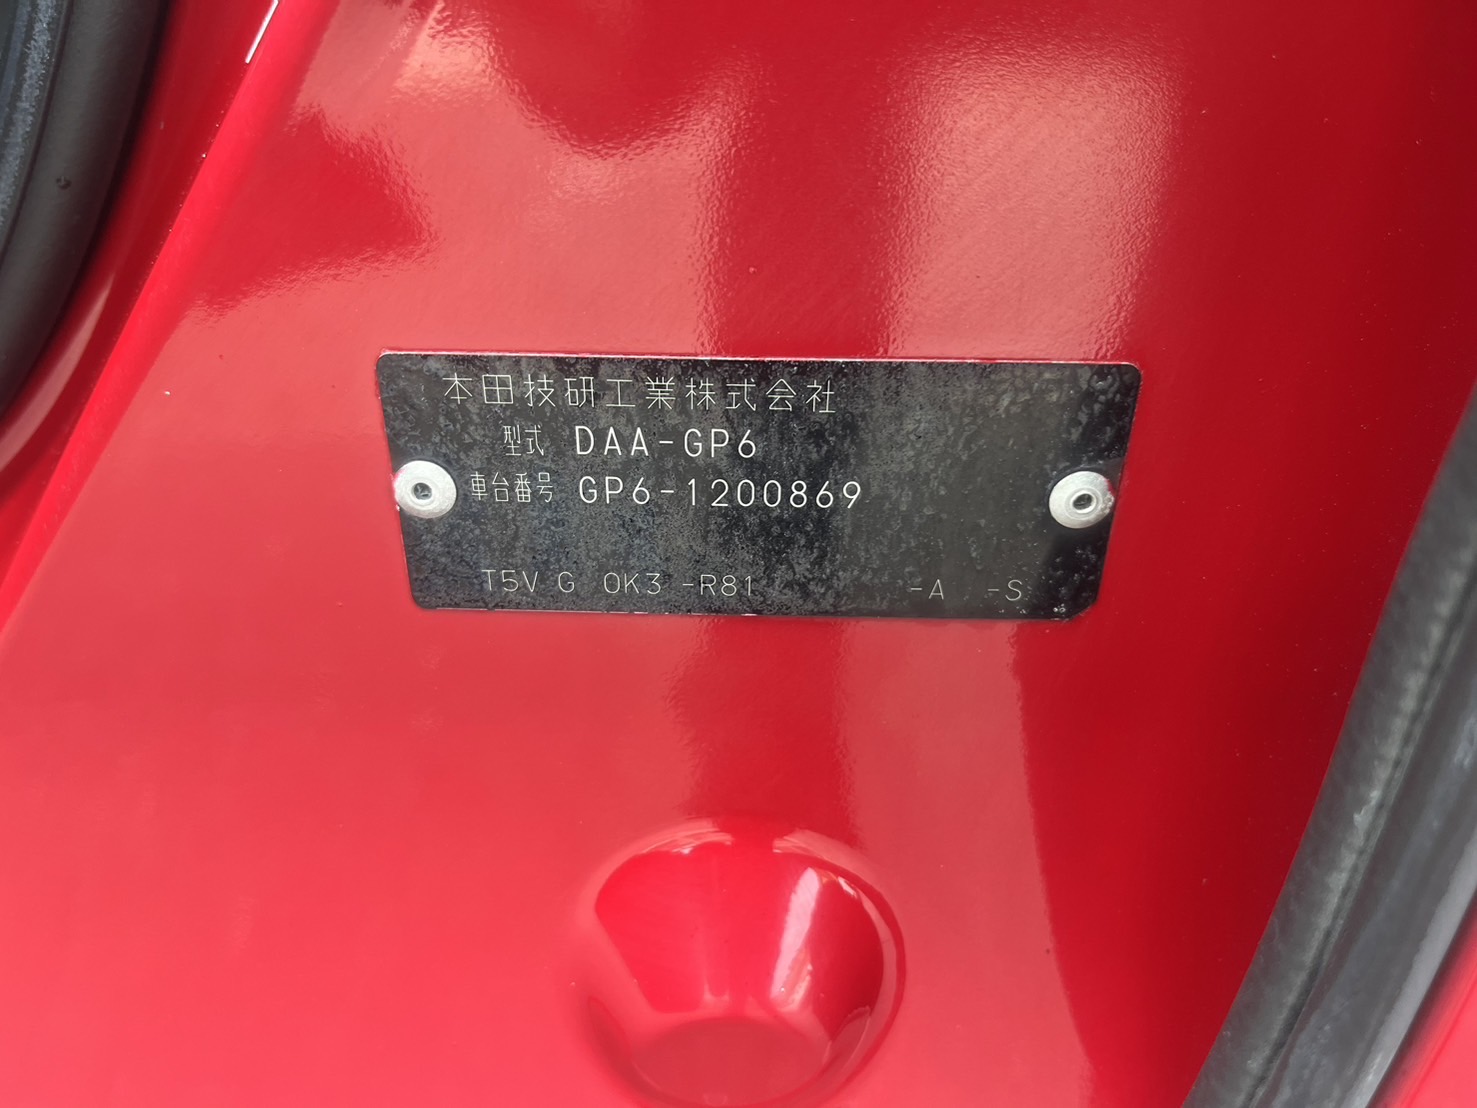 本田技研工業株式会社
型式 DAA-GP6
車台番号 GP6-1200869
T5V G OK3 -R81 -A -S